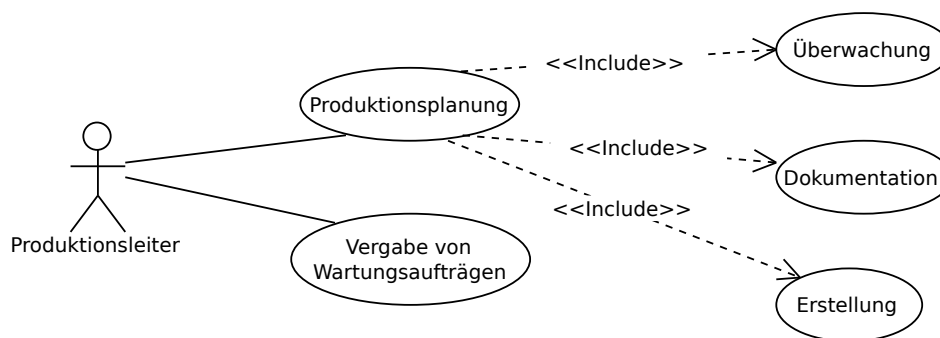 Überwachung
<<Include>>
Produktionsplanung
<<Include>>
Dokumentation
<<Include>>
Produktionsleiter
Vergabe von
Wartungsaufträgen
Erstellung